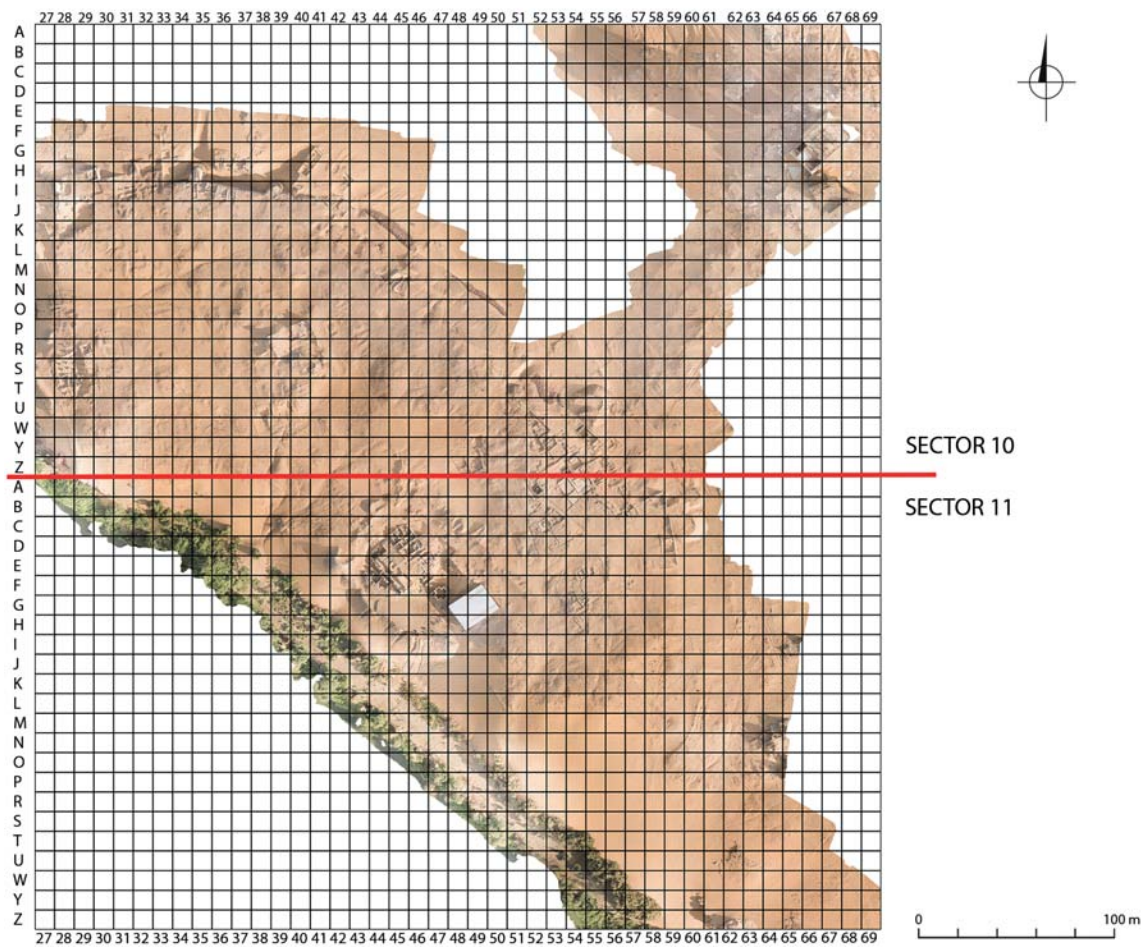 27 28 29 30 31 32 33 34 35 36 37 38 39 40 41 42 43 44 45 46 47 48 49 50 51 52 53 54 55 56 57 58 59 60 61 62 63 64 65 66 67 68 69
A
B
C
D
E
F
G
H
I
J
K
L
M
N
O
P
R
S
T
U
W
Y
Z
SECTOR 10
A
B
C
D
E
F
G
H
I
J
K
L
M
N
O
P
R
S
T
U
W
Y
Z
SECTOR 11
27 28 29 30 31 32 33 34 35 36 37 38 39 40 41 42 43 44 45 46 47 48 49 50 51 52 53 54 55 56 57 58 59 60 61 62 63 64 65 66 67 68 69
0 100 m